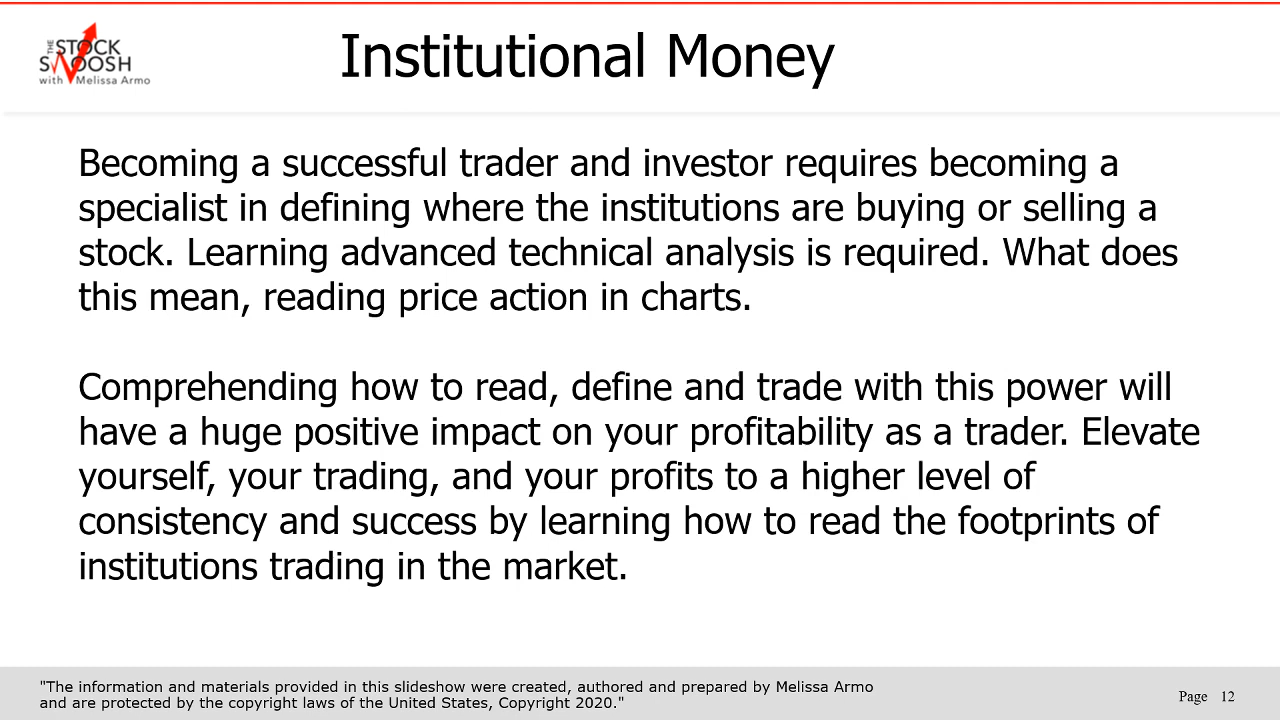 THE
STOCK
SWOOSH
with Melissa Armo
Institutional Money
Becoming a successful trader and investor requires becoming a
specialist in defining where the institutions are buying or selling a
stock. Learning advanced technical analysis is required. What does
this mean, reading price action in charts.
Comprehending how to read, define and trade with this power will
have a huge positive impact on your profitability as a trader. Elevate
yourself, your trading, and your profits to a higher level of
consistency and success by learning how to read the footprints of
institutions trading in the market.
"The information and materials provided in this slideshow were created, authored and prepared by Melissa Armo
and are protected by the copyright laws of the United States, Copyright 2020."
Page 12